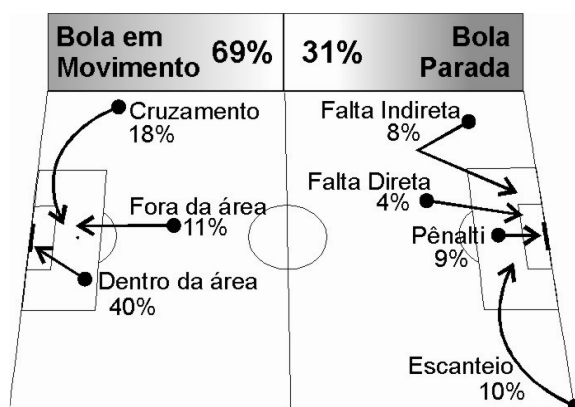 Bola em
Movimento 69%
31% Bola
Parada
Cruzamento
18%
Fora da área
11%
Dentro da área
40%
Falta Indireta
8%
Falta Direta
4%
Pênalti
9%
Escanteio
10%